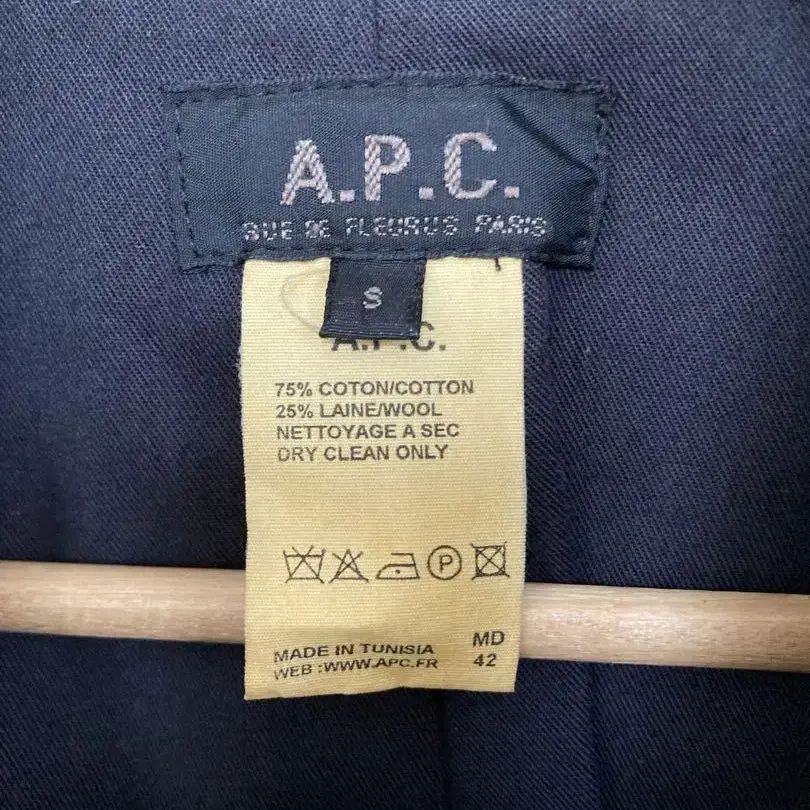 A.P.C.
RUE DE FLEURUS PARIS
S
A.P.C.
75% COTON/COTTON
25% LAINE/WOOL
NETTOYAGE A SEC
DRY CLEAN ONLY
P
MADE IN TUNISIA MD
WEB :WWW.APC.FR 42